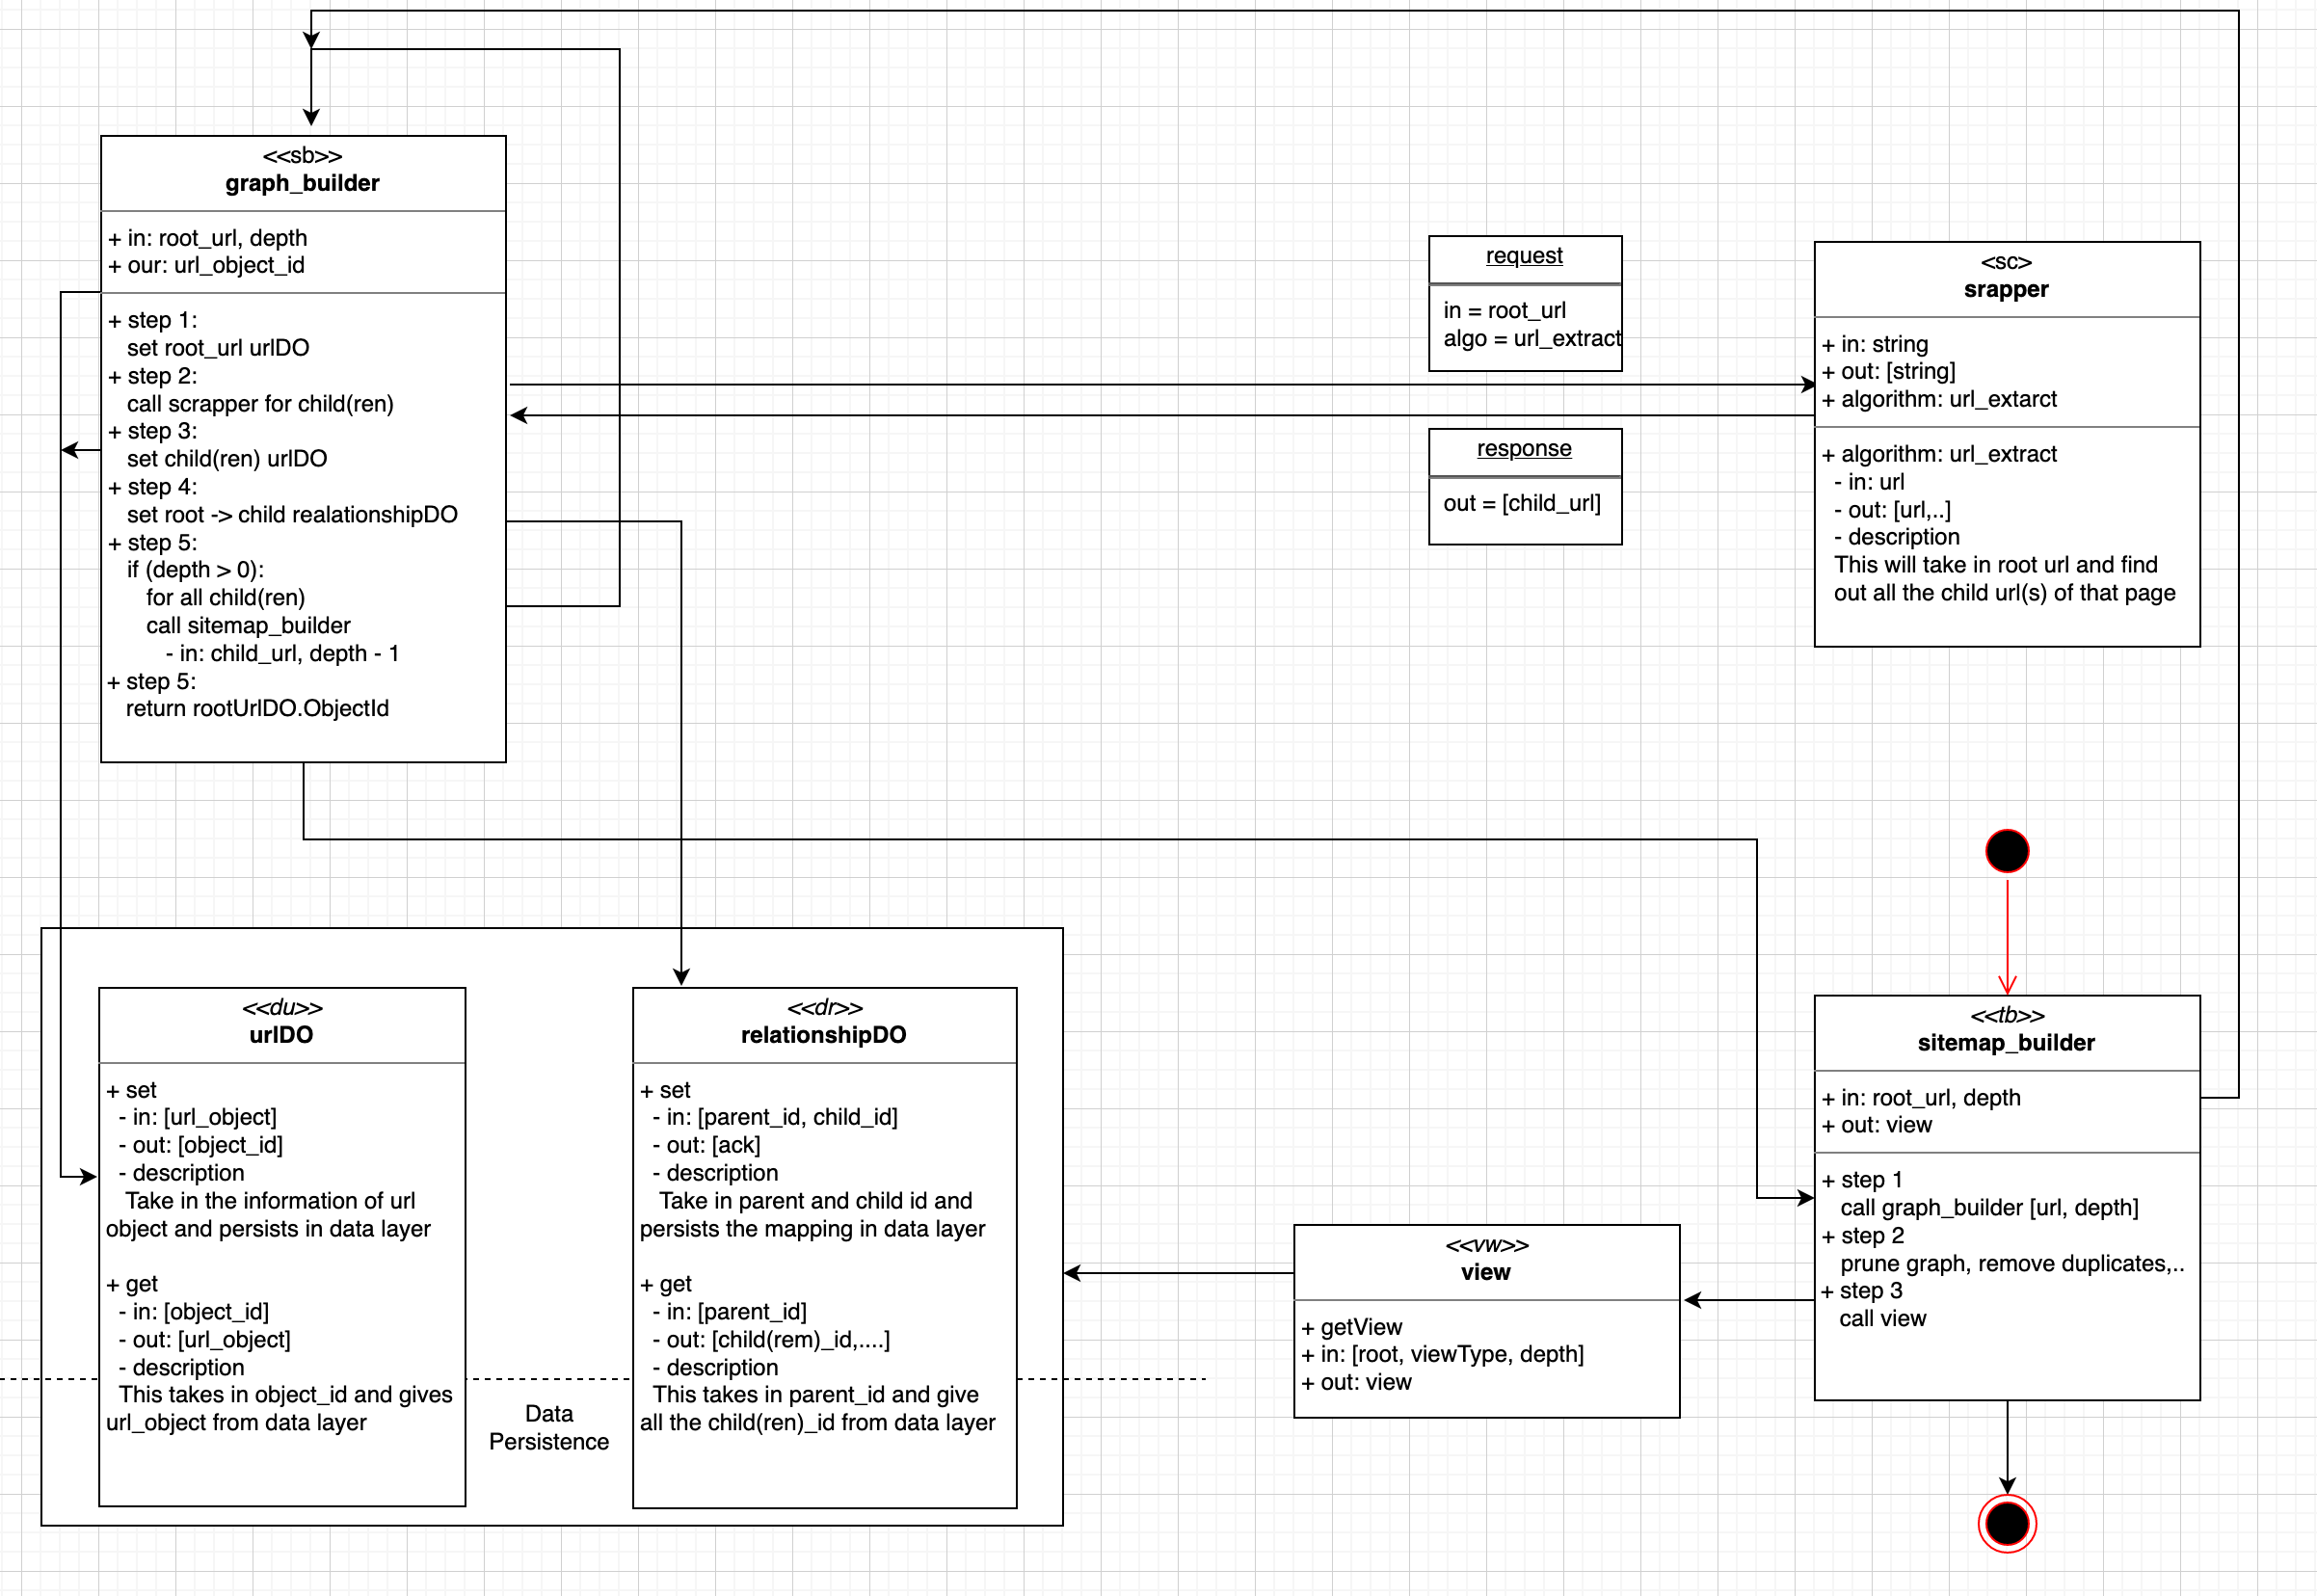 <<sb>>
graph_builder
+ in: root_url, depth
+ our: url_object_id
+ step 1:
set root_url urlDO
+ step 2:
call scrapper for child(ren)
+ step 3:
set child(ren) urlDO
+ step 4:
set root -> child realationshipDO
+ step 5:
if (depth > 0):
for all child(ren)
call sitemap_builder
- in: child_url, depth - 1
+ step 5:
return rootUrlDO.ObjectId
request
in = root_url
algo = url_extract
response
out = [child_url]
<sc>
srapper
+ in: string
+ out: [string]
+ algorithm: url_extarct
+ algorithm: url_extract
- in: url
- out: [url,..]
- description
This will take in root url and find
out all the child url(s) of that page
<<du>>
urlDO
+ set
- in: [url_object]
- out: [object_id]
- description
Take in the information of url
object and persists in data layer
+ get
- in: [object_id]
- out: [url_object]
- description
This takes in object_id and gives
url_object from data layer
Data
Persistence
<<dr>>
relationshipDO
+ set
- in: [parent_id, child_id]
- out: [ack]
- description
Take in parent and child id and
persists the mapping in data layer
+ get
- in: [parent_id]
- out: [child(rem)_id,....]
- description
This takes in parent_id and give
all the child(ren)_id from data layer
<<vw>>
view
+ getView
+ in: [root, viewType, depth]
+ out: view
<<tb>>
sitemap_builder
+ in: root_url, depth
+ out: view
+ step 1
call graph_builder [url, depth]
+ step 2
prune graph, remove duplicates,..
+ step 3
call view